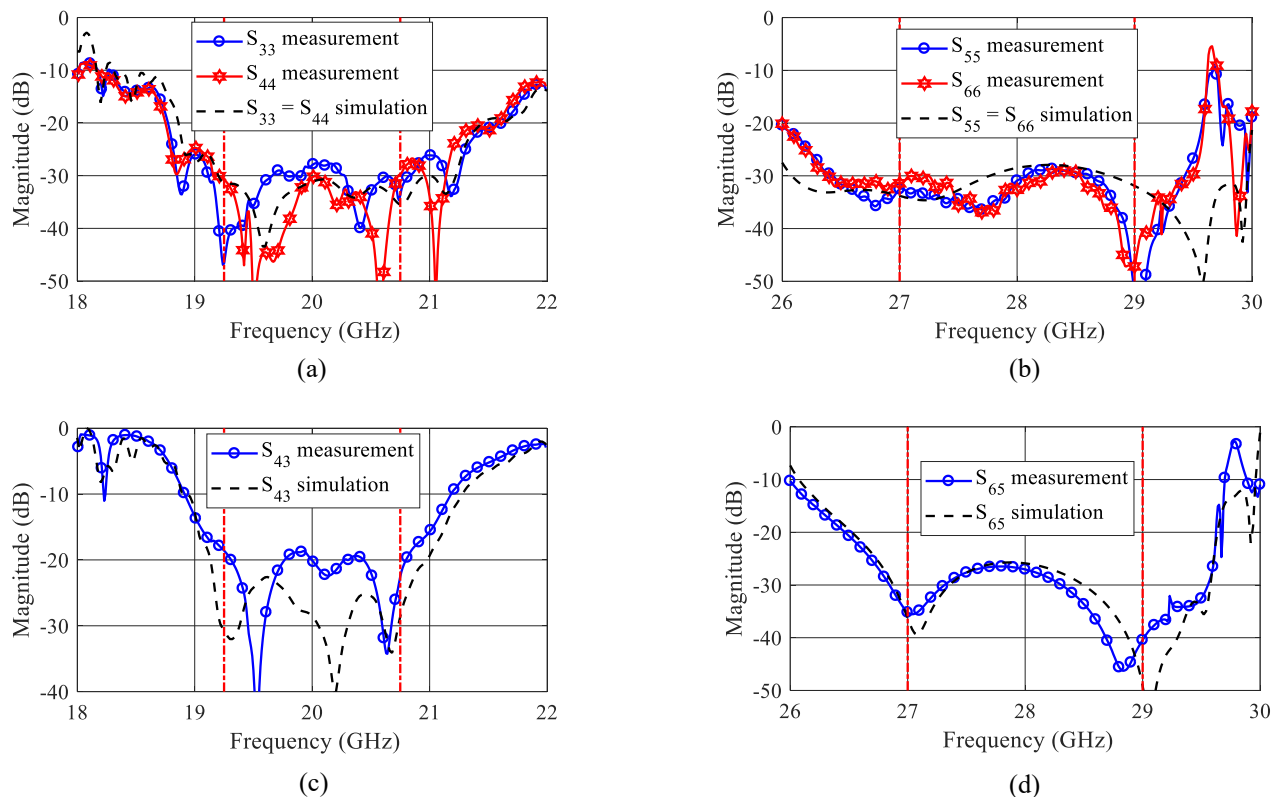 0
-10
-20
-30
-40
-50
18 19 20 21 22
Magnitude (dB)
Frequency (GHz)
S33 measurement
S44 measurement
S33 = S44 simulation
(a)
0
-10
-20
-30
-40
-50
26 27 28 29 30
Magnitude (dB)
Frequency (GHz)
S55 measurement
S66 measurement
S55 = S66 simulation
(b)
0
-10
-20
-30
-40
18 19 20 21 22
Magnitude (dB)
Frequency (GHz)
S43 measurement
S43 simulation
(c)
0
-10
-20
-30
-40
-50
26 27 28 29 30
Magnitude (dB)
Frequency (GHz)
S65 measurement
S65 simulation
(d)